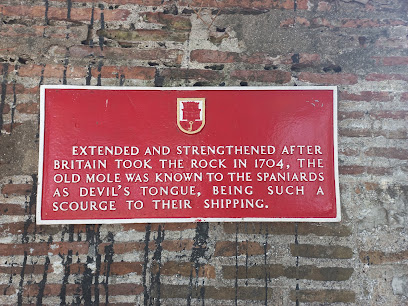 EXTENDED AND STRENGTHENED AFTER
BRITAIN TOOK THE ROCK IN 1704, THE
OLD MOLE WAS KNOWN TO THE SPANIARDS
AS DEVIL'S TONGUE, BEING SUCH A
SCOURGE TO THEIR SHIPPING.